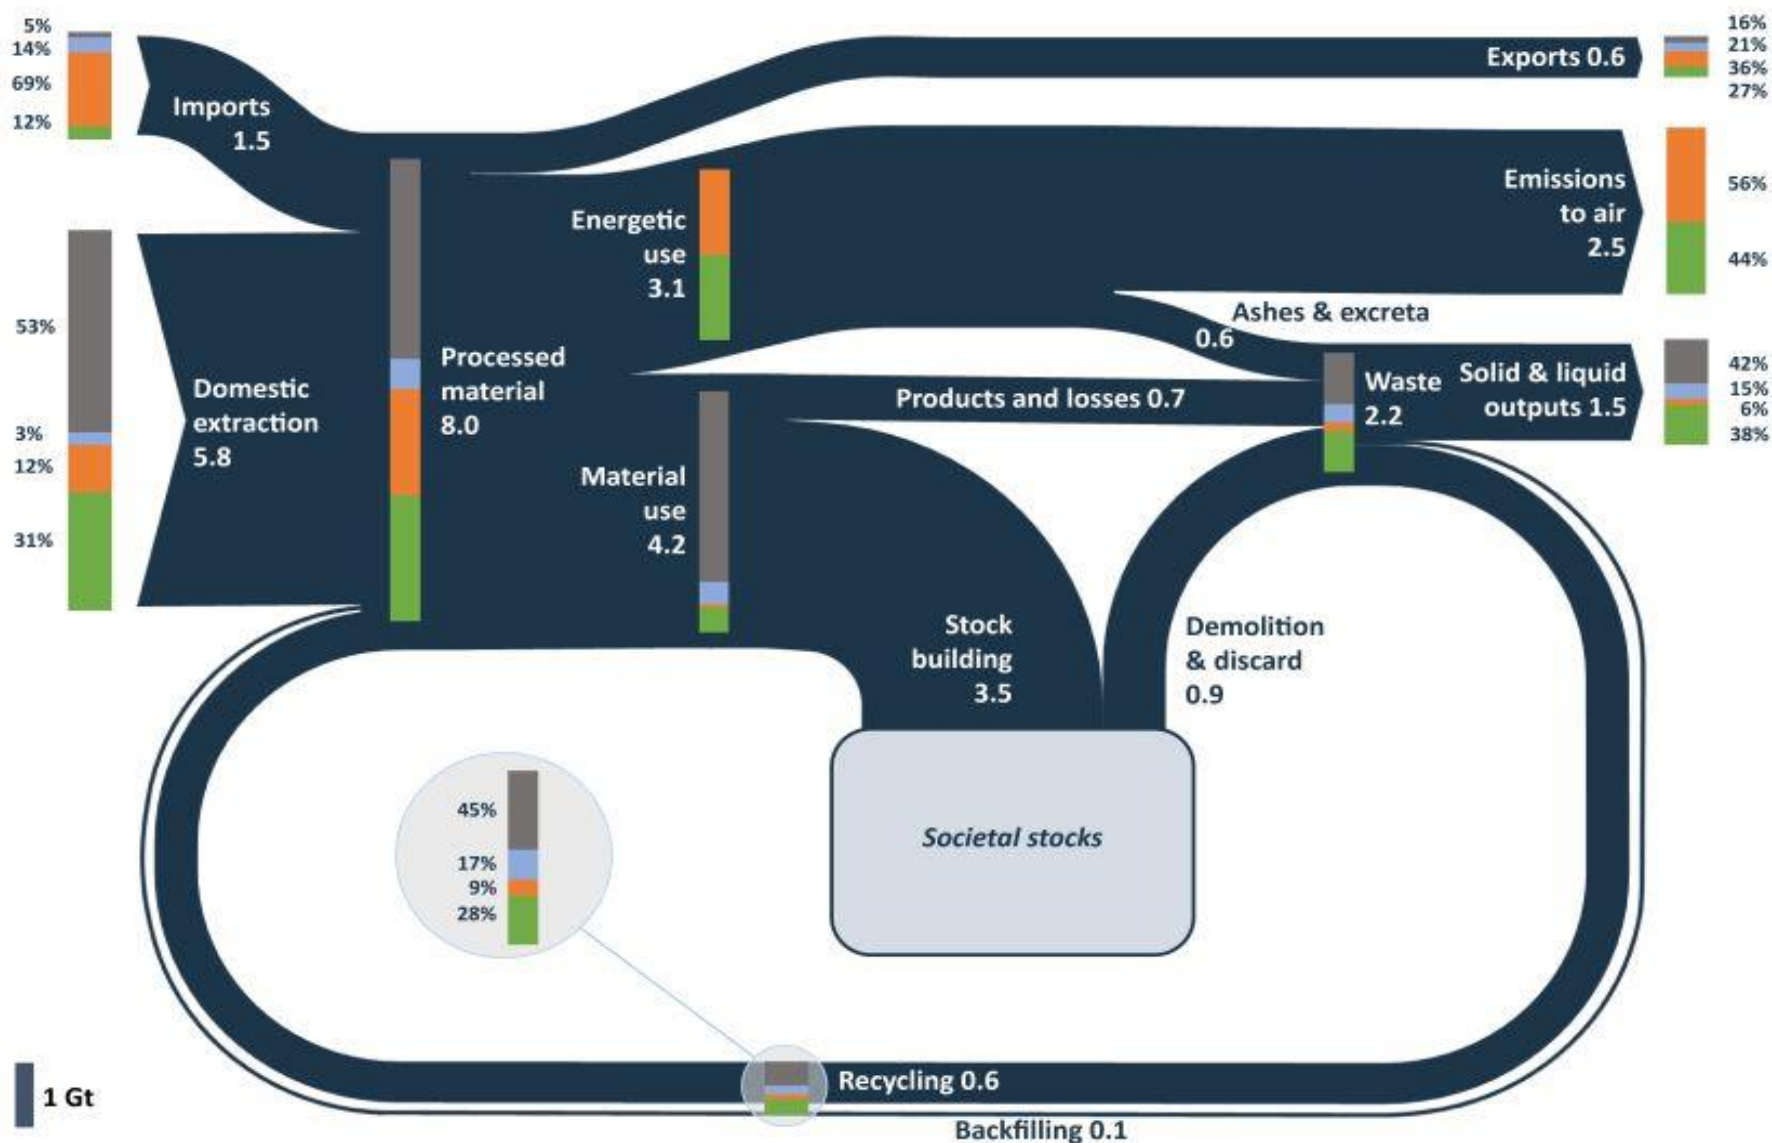 5%
14%
69%
12%
Imports
1.5
53%
3%
12%
31%
Domestic
extraction
5.8
Processed
material
8.0
Energetic
use
3.1
Material
use
4.2
Exports 0.6
16%
21%
36%
27%
Emissions
to air
2.5
56%
44%
Ashes & excreta
0.6
Products and losses 0.7
Waste
2.2
Solid & liquid
outputs 1.5
42%
15%
6%
38%
Stock
building
3.5
Demolition
& discard
0.9
Societal stocks
45%
17%
9%
28%
Recycling 0.6
Backfilling 0.1
1 Gt